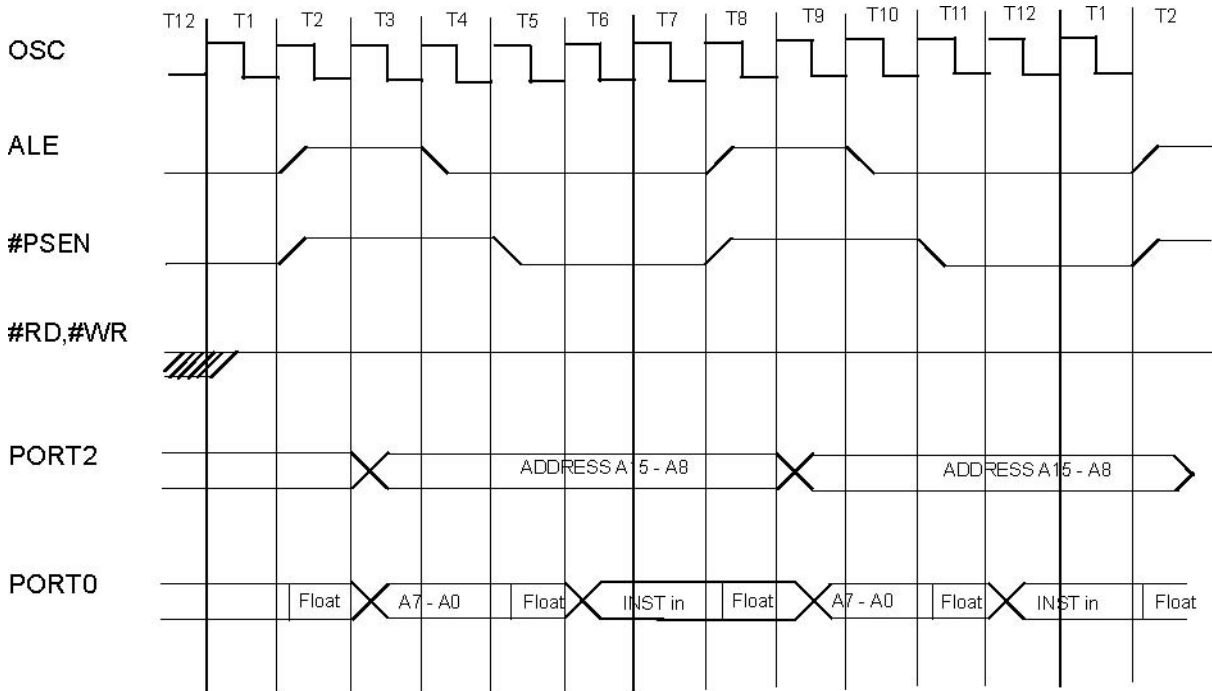 T12 T1 T2 T3 T4 T5 T6 T7 T8 T9 T10 T11 T12 T1 T2
OSC
ALE
#PSEN
#RD,#WR
PORT2 ADDRESS A15 - A8 ADDRESS A15 - A8
PORT0 Float A7 - A0 Float INST in Float A7 - A0 Float INST in Float